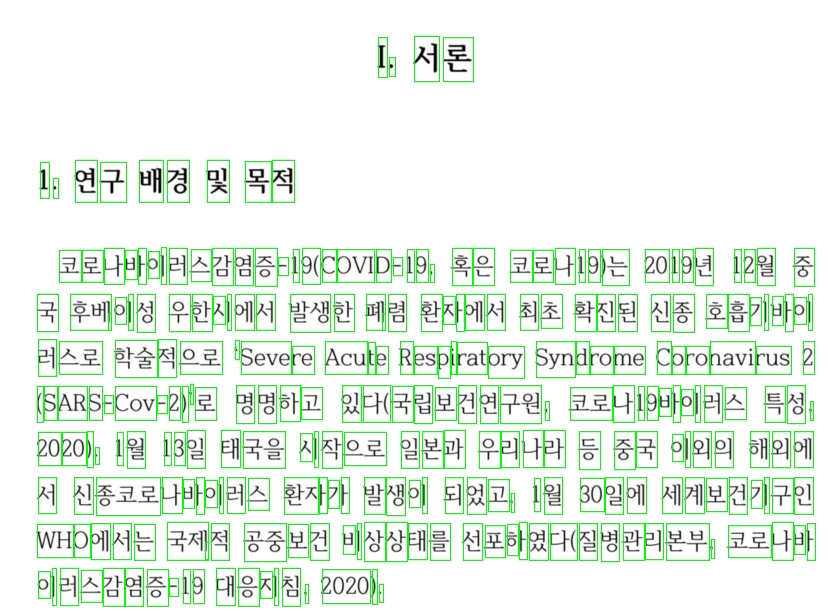 I. 서론
1. 연구 배경 및 목적
코로나바이러스감염증-19(COVID-19, 혹은 코로나19)는 2019년 12월 중
국 후베이성 우한시에서 발생한 폐렴 환자에서 최초 확진된 신종 호흡기바이
러스로 학술적으로 'Severe Acute Respiratory Syndrome Coronavirus 2
(SARS-Cov-2)'로 명명하고 있다(국립보건연구원, 코로나19바이러스 특성,
2020). 1월 13일 태국을 시작으로 일본과 우리나라 등 중국 이외의 해외에
서 신종코로나바이러스 환자가 발생이 되었고, 1월 30일에 세계보건기구인
WHO에서는 국제적 공중보건 비상상태를 선포하였다(질병관리본부, 코로나바
이러스감염증-19 대응지침, 2020).